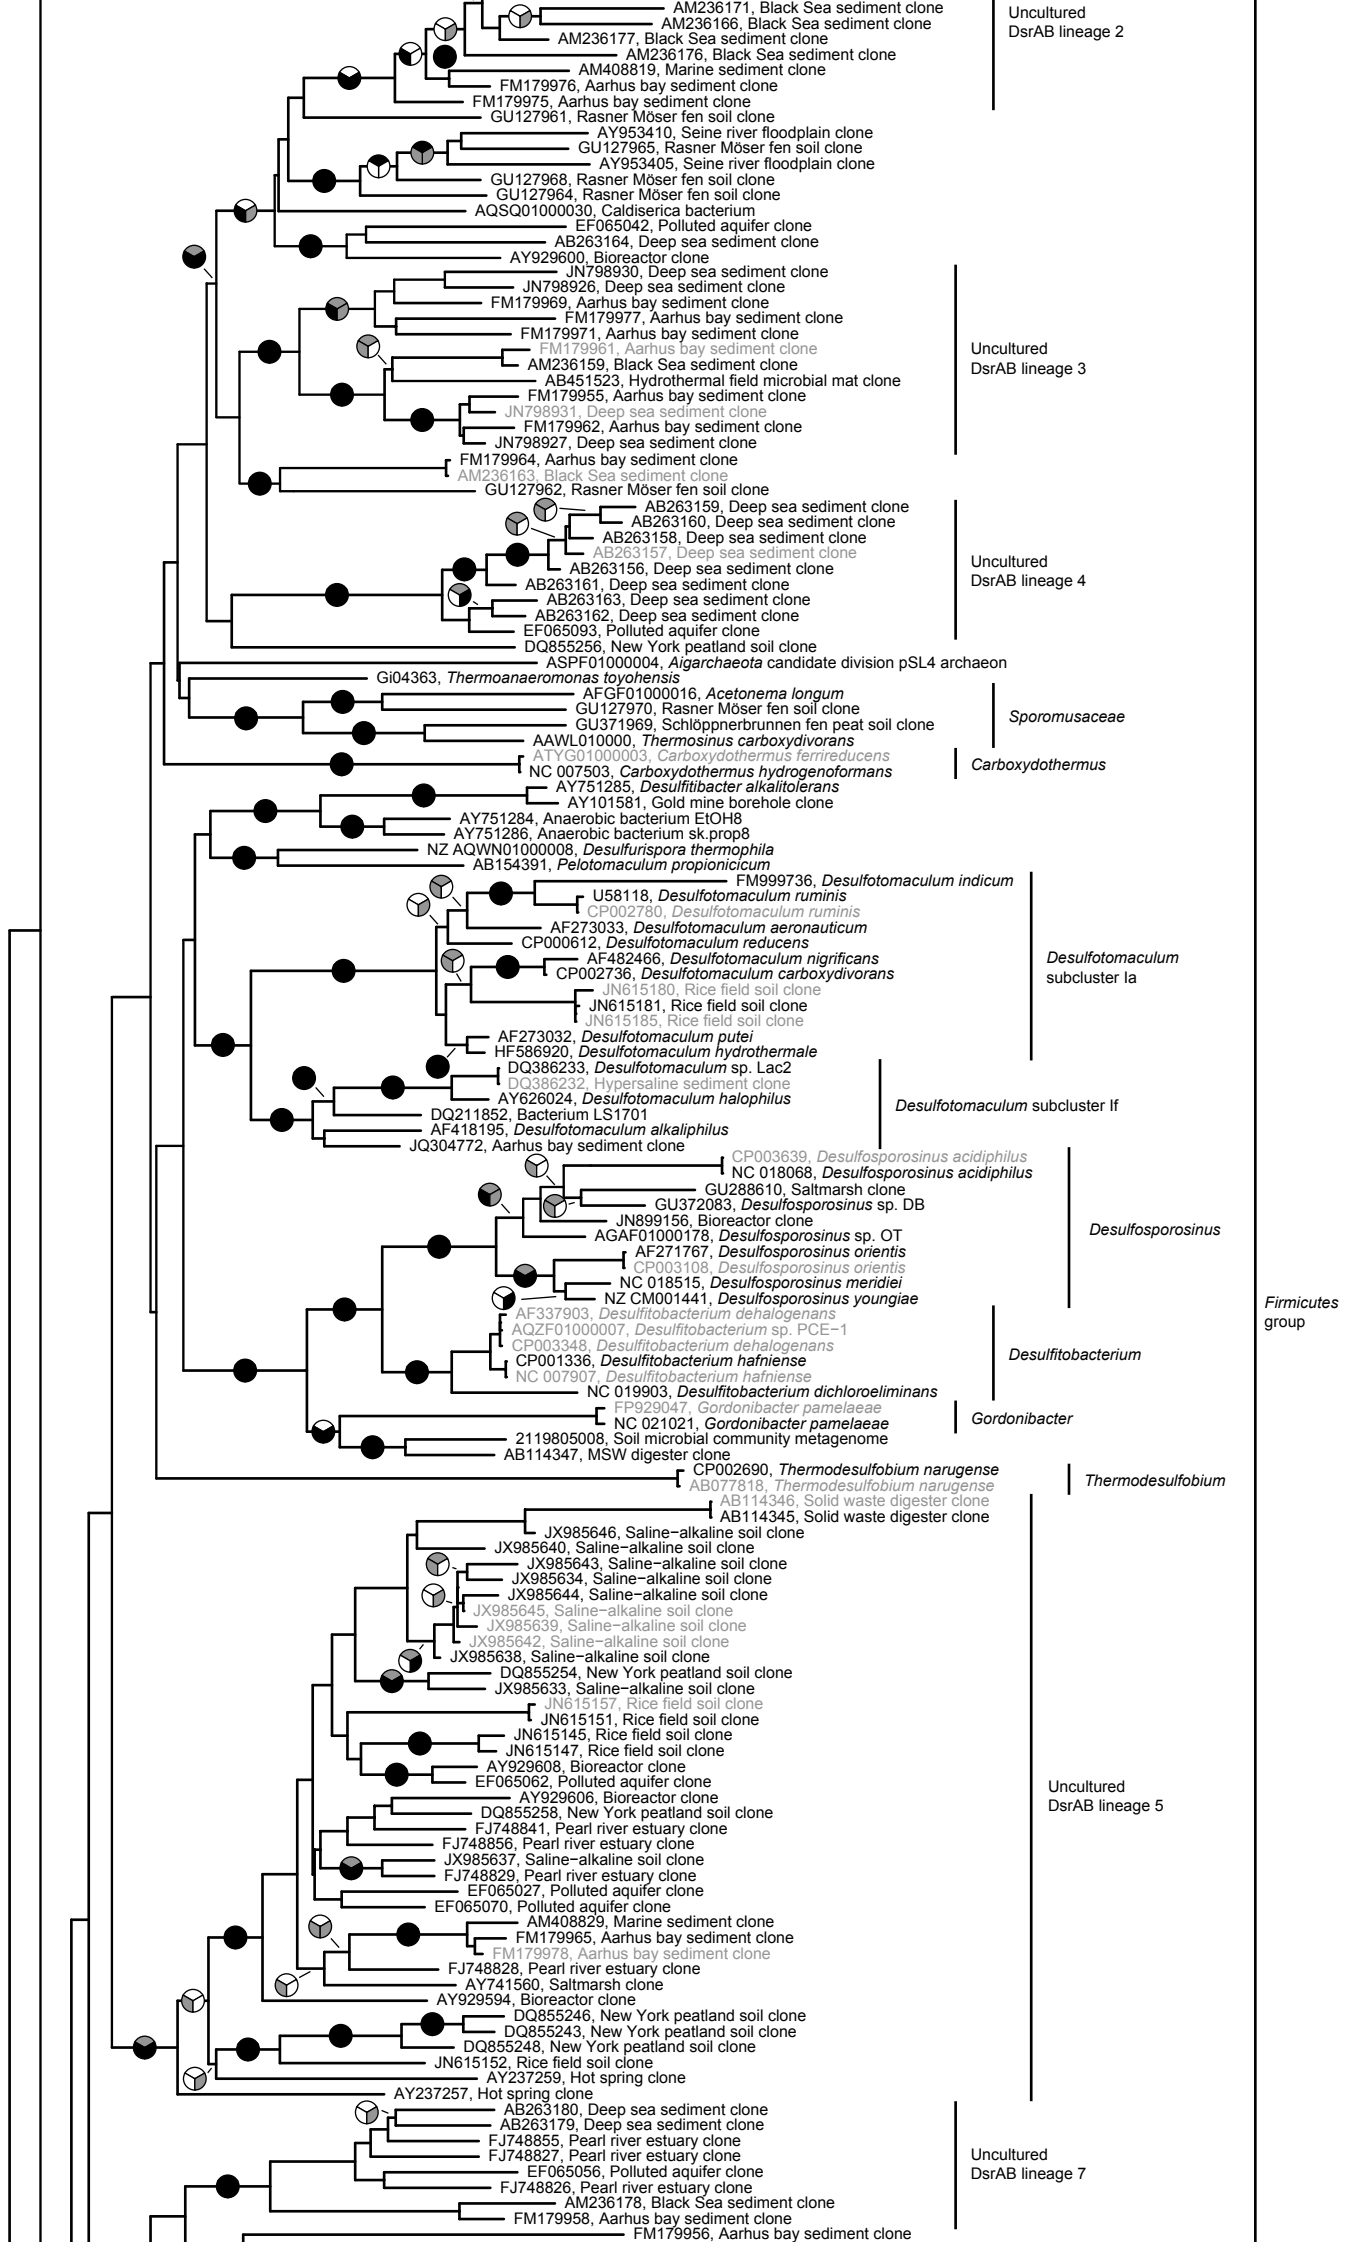 AM236171, Black Sea sediment clone
AM236166, Black Sea sediment clone
AM236177, Black Sea sediment clone
AM236176, Black Sea sediment clone
AM408819, Marine sediment clone
FM179976, Aarhus bay sediment clone
FM179975, Aarhus bay sediment clone
Uncultured
DsrAB lineage 2
GU127961, Rasner Möser fen soil clone
AY953410, Seine river floodplain clone
GU127965, Rasner Möser fen soil clone
AY953405, Seine river floodplain clone
GU127968, Rasner Möser fen soil clone
GU127964, Rasner Möser fen soil clone
AQSQ01000030, Caldiserica bacterium
EF065042, Polluted aquifer clone
AB263164, Deep sea sediment clone
AY929600, Bioreactor clone
JN798930, Deep sea sediment clone
JN798926, Deep sea sediment clone
FM179969, Aarhus bay sediment clone
FM179977, Aarhus bay sediment clone
FM179971, Aarhus bay sediment clone
FM179961, Aarhus bay sediment clone
AM236159, Black Sea sediment clone
AB451523, Hydrothermal field microbial mat clone
FM179955, Aarhus bay sediment clone
JN798931, Deep sea sediment clone
FM179962, Aarhus bay sediment clone
JN798927, Deep sea sediment clone
Uncultured
DsrAB lineage 3
FM179964, Aarhus bay sediment clone
AM236163, Black Sea sediment clone
GU127962, Rasner Möser fen soil clone
AB263159, Deep sea sediment clone
AB263160, Deep sea sediment clone
AB263158, Deep sea sediment clone
AB263157, Deep sea sediment clone
AB263156, Deep sea sediment clone
AB263161, Deep sea sediment clone
AB263163, Deep sea sediment clone
AB263162, Deep sea sediment clone
EF065093, Polluted aquifer clone
Uncultured
DsrAB lineage 4
DQ855256, New York peatland soil clone
ASPF01000004, Aigarchaeota candidate division pSL4 archaeon
Gi04363, Thermoanaeromonas toyohensis
AFGF01000016, Acetonema longum
GU127970, Rasner Möser fen soil clone
GU371969, Schlöppnerbrunnen fen peat soil clone
AAWL010000, Thermosinus carboxydivorans
Sporomusaceae
ATYG01000003, Carboxydothermus ferrireducens
NC 007503, Carboxydothermus hydrogenoformans
Carboxydothermus
AY751285, Desulfitibacter alkalitolerans
AY101581, Gold mine borehole clone
AY751284, Anaerobic bacterium EtOH8
AY751286, Anaerobic bacterium sk.prop8
NZ AQWN01000008, Desulfurispora thermophila
AB154391, Pelotomaculum propionicicum
FM999736, Desulfotomaculum indicum
U58118, Desulfotomaculum ruminis
CP002780, Desulfotomaculum ruminis
AF273033, Desulfotomaculum aeronauticum
CP000612, Desulfotomaculum reducens
AF482466, Desulfotomaculum nigrificans
CP002736, Desulfotomaculum carboxydivorans
JN615180, Rice field soil clone
JN615181, Rice field soil clone
JN615185, Rice field soil clone
AF273032, Desulfotomaculum putei
HF586920, Desulfotomaculum hydrothermale
Desulfotomaculum
subcluster Ia
DQ386233, Desulfotomaculum sp. Lac2
DQ386232, Hypersaline sediment clone
AY626024, Desulfotomaculum halophilus
DQ211852, Bacterium LS1701
AF418195, Desulfotomaculum alkaliphilus
JQ304772, Aarhus bay sediment clone
Desulfotomaculum subcluster If
CP003639, Desulfosporosinus acidiphilus
NC 018068, Desulfosporosinus acidiphilus
GU288610, Saltmarsh clone
GU372083, Desulfosporosinus sp. DB
JN899156, Bioreactor clone
AGAF01000178, Desulfosporosinus sp. OT
AF271767, Desulfosporosinus orientis
CP003108, Desulfosporosinus orientis
NC 018515, Desulfosporosinus meridiei
NZ CM001441, Desulfosporosinus youngiae
Desulfosporosinus
AF337903, Desulfitobacterium dehalogenans
AQZF01000007, Desulfitobacterium sp. PCE−1
CP003348, Desulfitobacterium dehalogenans
CP001336, Desulfitobacterium hafniense
NC 007907, Desulfitobacterium hafniense
NC 019903, Desulfitobacterium dichloroeliminans
Desulfitobacterium
Firmicutes
group
FP929047, Gordonibacter pamelaeae
NC 021021, Gordonibacter pamelaeae
Gordonibacter
2119805008, Soil microbial community metagenome
AB114347, MSW digester clone
CP002690, Thermodesulfobium narugense
AB077818, Thermodesulfobium narugense
Thermodesulfobium
AB114346, Solid waste digester clone
AB114345, Solid waste digester clone
JX985646, Saline−alkaline soil clone
JX985640, Saline−alkaline soil clone
JX985643, Saline−alkaline soil clone
JX985634, Saline−alkaline soil clone
JX985644, Saline−alkaline soil clone
JX985645, Saline−alkaline soil clone
JX985639, Saline−alkaline soil clone
JX985642, Saline−alkaline soil clone
JX985638, Saline−alkaline soil clone
DQ855254, New York peatland soil clone
JX985633, Saline−alkaline soil clone
JN615157, Rice field soil clone
JN615151, Rice field soil clone
JN615145, Rice field soil clone
JN615147, Rice field soil clone
AY929608, Bioreactor clone
EF065062, Polluted aquifer clone
AY929606, Bioreactor clone
DQ855258, New York peatland soil clone
FJ748841, Pearl river estuary clone
FJ748856, Pearl river estuary clone
JX985637, Saline−alkaline soil clone
FJ748829, Pearl river estuary clone
EF065027, Polluted aquifer clone
EF065070, Polluted aquifer clone
AM408829, Marine sediment clone
FM179965, Aarhus bay sediment clone
FM179978, Aarhus bay sediment clone
FJ748828, Pearl river estuary clone
AY741560, Saltmarsh clone
AY929594, Bioreactor clone
DQ855246, New York peatland soil clone
DQ855243, New York peatland soil clone
DQ855248, New York peatland soil clone
JN615152, Rice field soil clone
AY237259, Hot spring clone
AY237257, Hot spring clone
Uncultured
DsrAB lineage 5
AB263180, Deep sea sediment clone
AB263179, Deep sea sediment clone
FJ748855, Pearl river estuary clone
FJ748827, Pearl river estuary clone
EF065056, Polluted aquifer clone
FJ748826, Pearl river estuary clone
AM236178, Black Sea sediment clone
FM179958, Aarhus bay sediment clone
Uncultured
DsrAB lineage 7
FM179956, Aarhus bay sediment clone